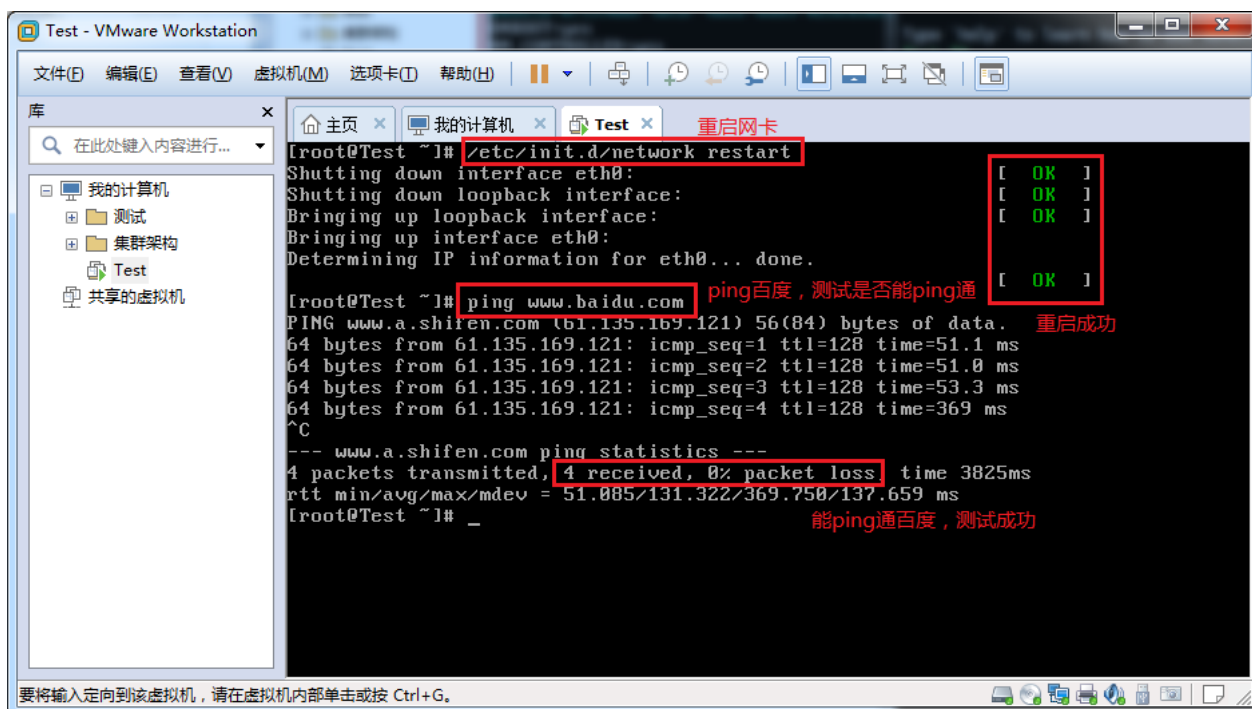 Test - VMware Workstation
文件(F) 编辑(E) 查看(V) 虚拟机(M) 选项卡(T) 帮助(H)
库
在此处键入内容进行...
我的计算机
测试
集群架构
Test
共享的虚拟机
主页 我的计算机 Test 重启网卡
[root@Test ~]# /etc/init.d/network restart
Shutting down interface eth0: [ OK ]
Shutting down loopback interface: [ OK ]
Bringing up loopback interface: [ OK ]
Bringing up interface eth0:
Determining IP information for eth0... done.
[ OK ]
[root@Test ~]# ping www.baidu.com ping百度，测试是否能ping通
PING www.a.shifen.com (61.135.169.121) 56(84) bytes of data. 重启成功
64 bytes from 61.135.169.121: icmp_seq=1 ttl=128 time=51.1 ms
64 bytes from 61.135.169.121: icmp_seq=2 ttl=128 time=51.0 ms
64 bytes from 61.135.169.121: icmp_seq=3 ttl=128 time=53.3 ms
64 bytes from 61.135.169.121: icmp_seq=4 ttl=128 time=369 ms
^C
--- www.a.shifen.com ping statistics ---
4 packets transmitted, 4 received, 0% packet loss, time 3825ms
rtt min/avg/max/mdev = 51.085/131.322/369.750/137.659 ms
[root@Test ~]# _
能ping通百度，测试成功
要将输入定向到该虚拟机，请在虚拟机内部单击或按 Ctrl+G。